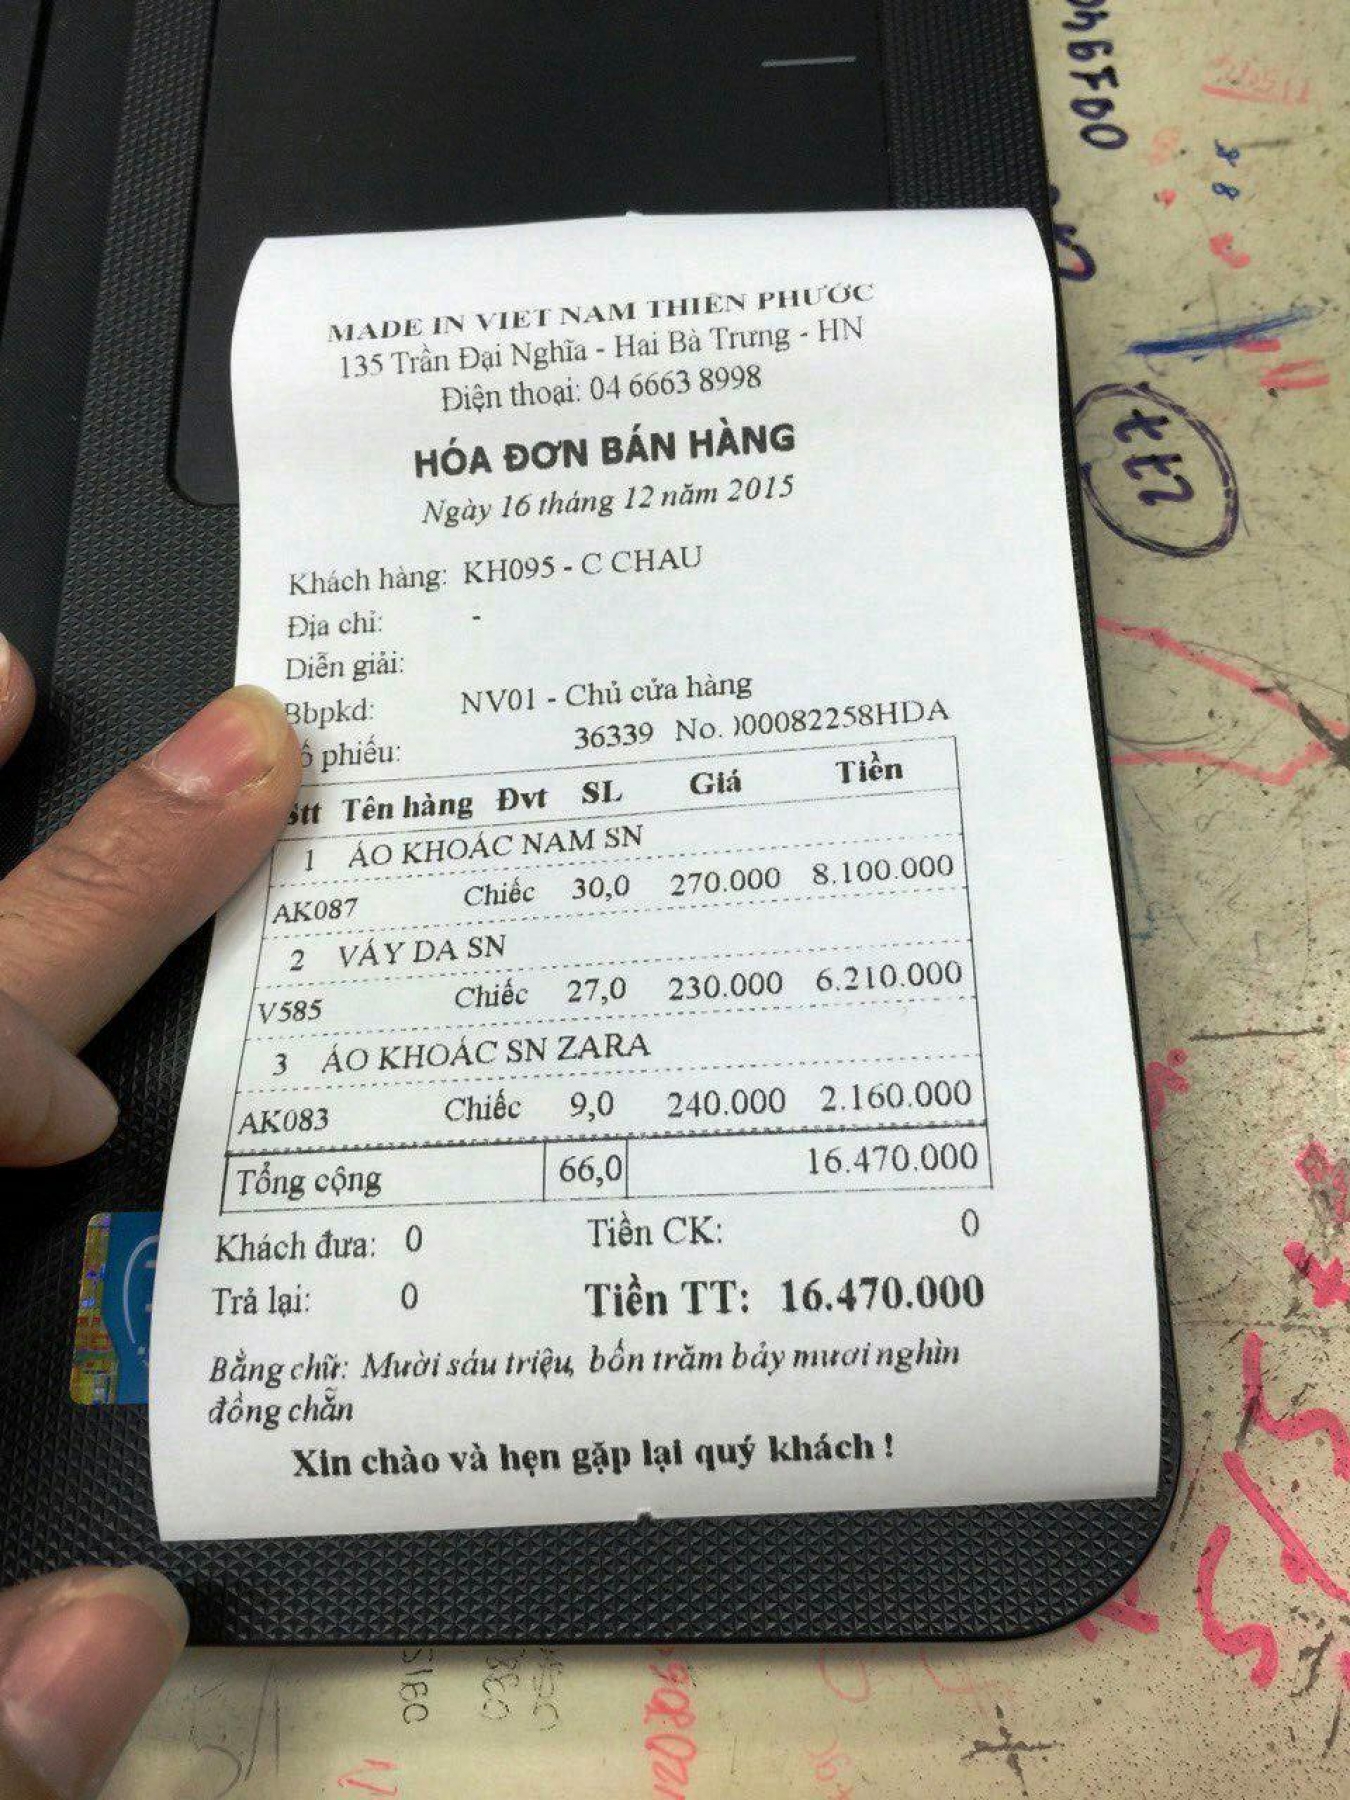 MADE IN VIET NAM THIÊN PHƯỚC
135 Trần Đại Nghĩa - Hai Bà Trưng - HN
Điện thoại: 04 6663 8998
HÓA ĐƠN BÁN HÀNG
Ngày 16 tháng 12 năm 2015
Khách hàng: KH095 - C CHAU
Địa chỉ: -
Diễn giải:
Bbpkd: NV01 - Chủ cửa hàng
phiếu: 36339 No. 000082258HDA
Stt Tên hàng Đvt SL Giá Tiền
1 ÁO KHOÁC NAM SN
AK087 Chiếc 30,0 270.000 8.100.000
2 VÁY DA SN
V585 Chiếc 27,0 230.000 6.210.000
3 ÁO KHOÁC SN ZARA
AK083 Chiếc 9,0 240.000 2.160.000
Tổng cộng 66,0 16.470.000
Khách đưa: 0 Tiền CK: 0
Trả lại: 0 Tiền TT: 16.470.000
Bằng chữ: Mười sáu triệu, bốn trăm bảy mươi nghìn
đồng chẵn
Xin chào và hẹn gặp lại quý khách !